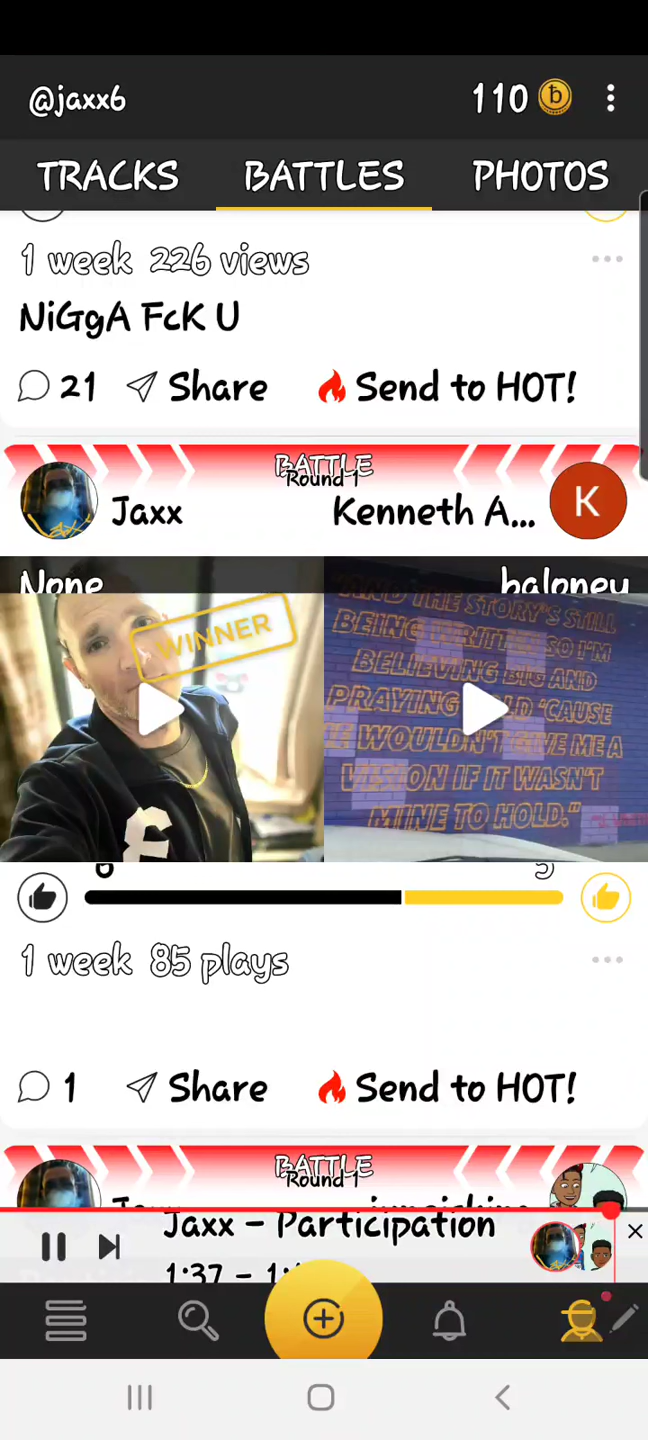 @jaxx6 110
TRACKS BATTLES PHOTOS
1 week 226 views
NiGgA FcK U
21 Share Send to HOT!
BATTLE
Round 1
Jaxx Kenneth A... K
None baloney
WINNER
"AND THE STORY'S STILL
BEING WRITTEN SO I'M
BELIEVING BIG AND
PRAYING BOLD 'CAUSE
HE WOULDN'T GIVE ME A
VISION IF IT WASN'T
MINE TO HOLD."
1 week 85 plays
1 Share Send to HOT!
BATTLE
Round 1
Jaxx – Participation
1:37 –